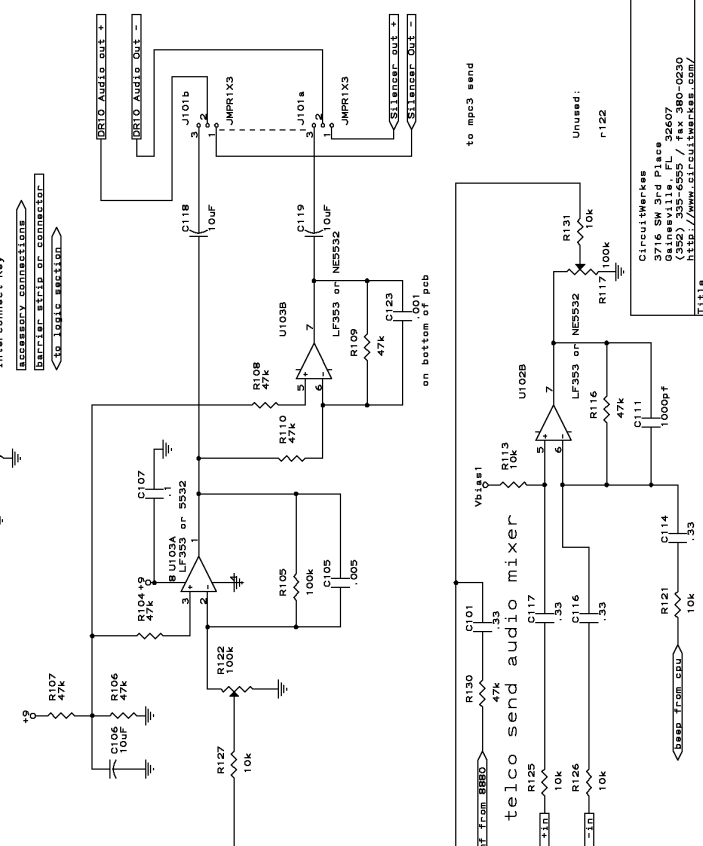 DR10 Audio out +
DR10 Audio Out -
Silencer out +
Silencer Out -
accessory connections
barrier strip or connector
to logic section
J101b
3
2
1
JMPR1X3
J101a
3
2
1
JMPR1X3
to mpc3 send
Unused:
r122
CircuitWerkes
3716 SW 3rd Place
Gainesville, FL 32607
(352) 335-6555 / fax 380-0230
http://www.circuitwerkes.com/
Title
C118
10uF
C119
10uF
U103B
7
5
6
LF353 or NE5532
R109
47k
C123
.001
on bottom of pcb
R108
47k
R110
47k
C107
.1
+9
8
U103A
LF353 or 5532
1
3
2
4
R104
47k
R105
100k
C105
.005
R107
47k
+9
R106
47k
C106
10uF
R122
100k
R127
10k
R131
10k
R117
100k
U102B
7
5
6
LF353 or NE5532
R116
47k
C111
1000pf
Vbias1
R113
10k
C114
.33
R121
10k
beep from cpu
telco send audio mixer
C101
.33
R130
47k
from 8880
C117
.33
C116
.33
R125
10k
R126
10k
+in
-in